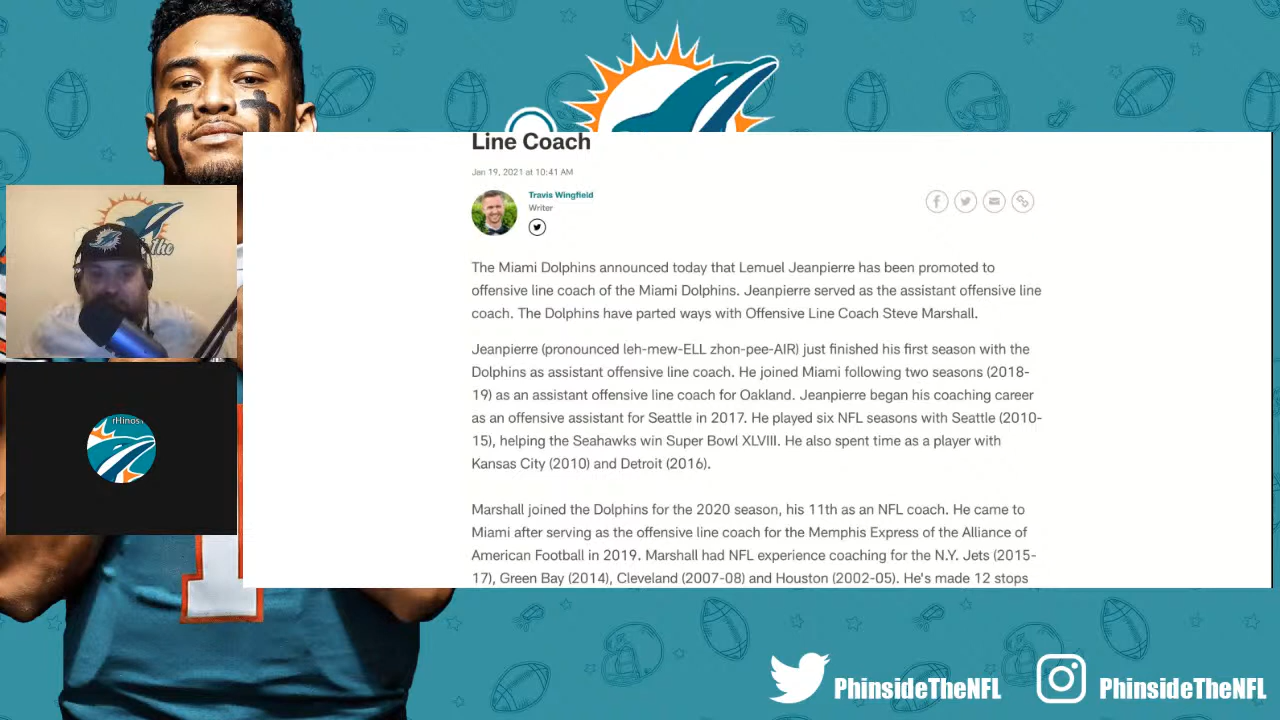 Line Coach
Jan 19, 2021 at 10:41 AM
Travis Wingfield
Writer
The Miami Dolphins announced today that Lemuel Jeanpierre has been promoted to
offensive line coach of the Miami Dolphins. Jeanpierre served as the assistant offensive line
coach. The Dolphins have parted ways with Offensive Line Coach Steve Marshall.
Jeanpierre (pronounced leh-mew-ELL zhon-pee-AIR) just finished his first season with the
Dolphins as assistant offensive line coach. He joined Miami following two seasons (2018-
19) as an assistant offensive line coach for Oakland. Jeanpierre began his coaching career
as an offensive assistant for Seattle in 2017. He played six NFL seasons with Seattle (2010-
15), helping the Seahawks win Super Bowl XLVIII. He also spent time as a player with
Kansas City (2010) and Detroit (2016).
Marshall joined the Dolphins for the 2020 season, his 11th as an NFL coach. He came to
Miami after serving as the offensive line coach for the Memphis Express of the Alliance of
American Football in 2019. Marshall had NFL experience coaching for the N.Y. Jets (2015-
17), Green Bay (2014), Cleveland (2007-08) and Houston (2002-05). He's made 12 stops
the
rHinos
1
PhinsideTheNFL
PhinsideTheNFL